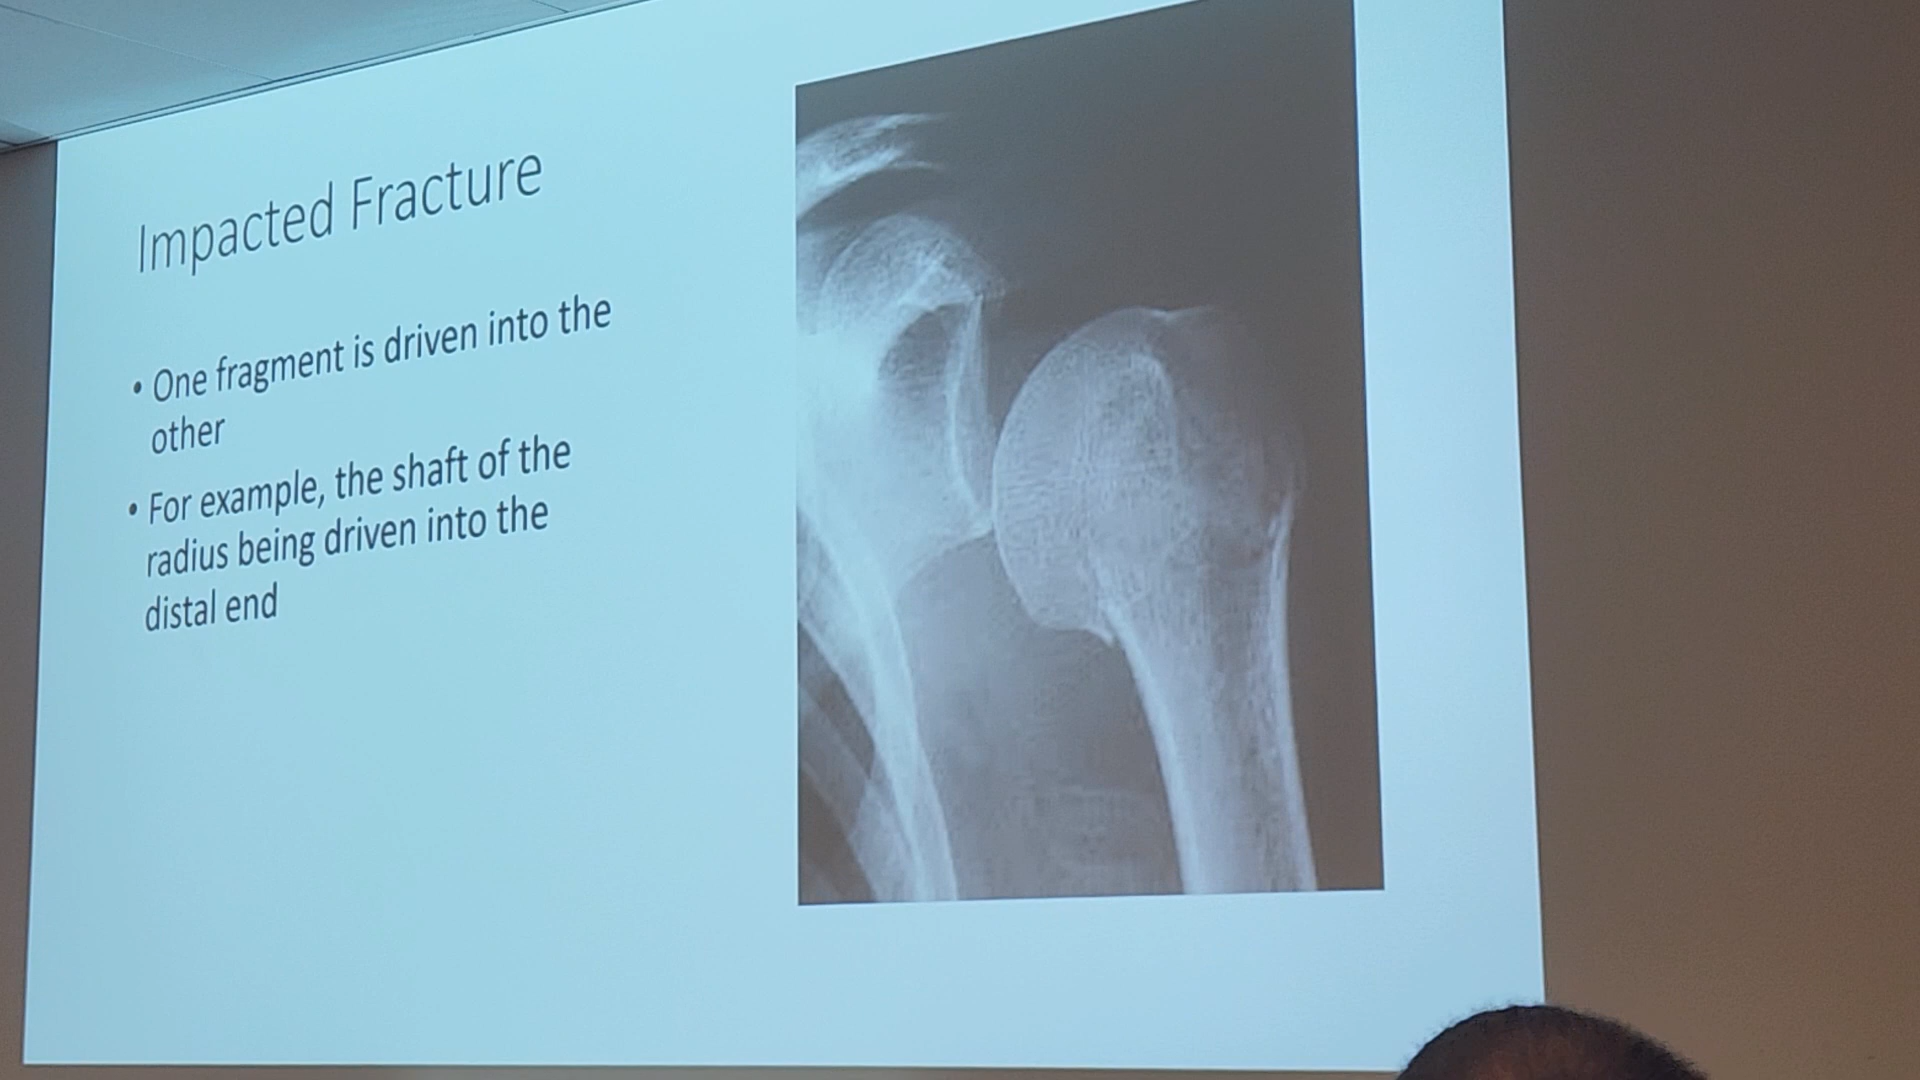 Impacted Fracture
• One fragment is driven into the
other
• For example, the shaft of the
radius being driven into the
distal end